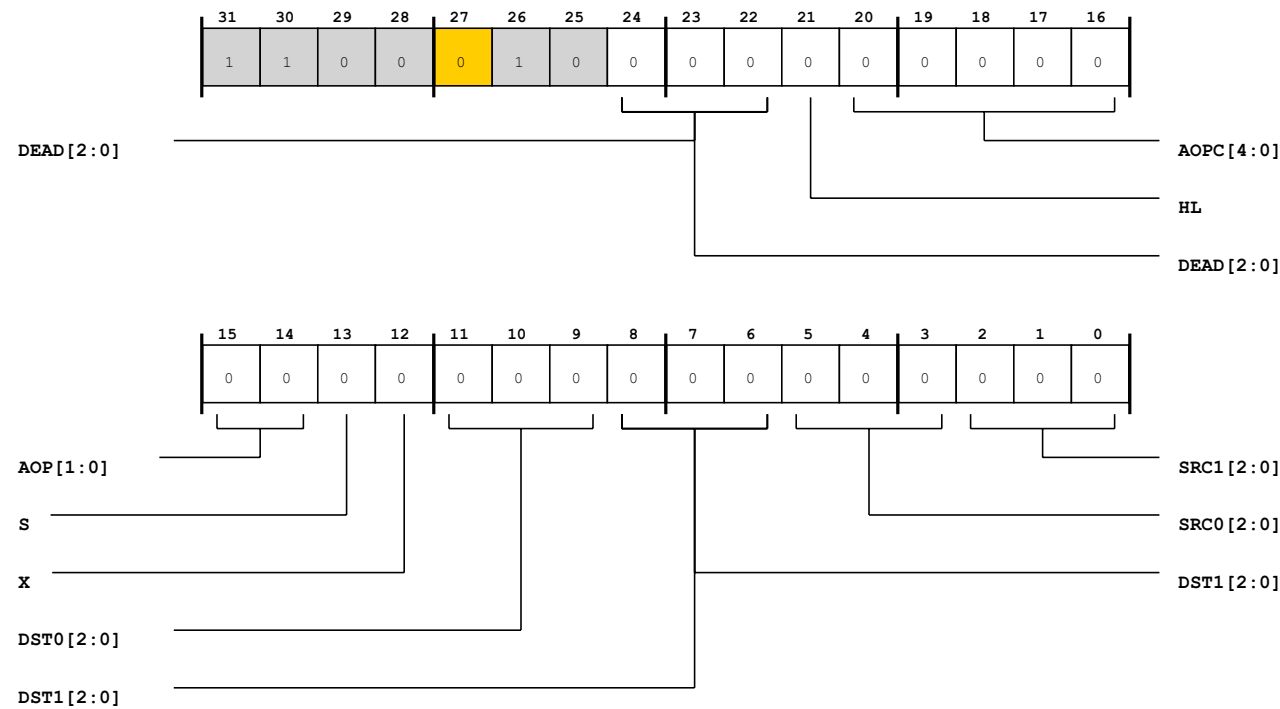 31 30 29 28 27 26 25 24 23 22 21 20 19 18 17 16
1 1 0 0 0 1 0 0 0 0 0 0 0 0 0 0
DEAD[2:0] AOPC[4:0]
HL
DEAD[2:0]
15 14 13 12 11 10 9 8 7 6 5 4 3 2 1 0
0 0 0 0 0 0 0 0 0 0 0 0 0 0 0 0
AOP[1:0] SRC1[2:0]
S SRC0[2:0]
X DST1[2:0]
DST0[2:0]
DST1[2:0]